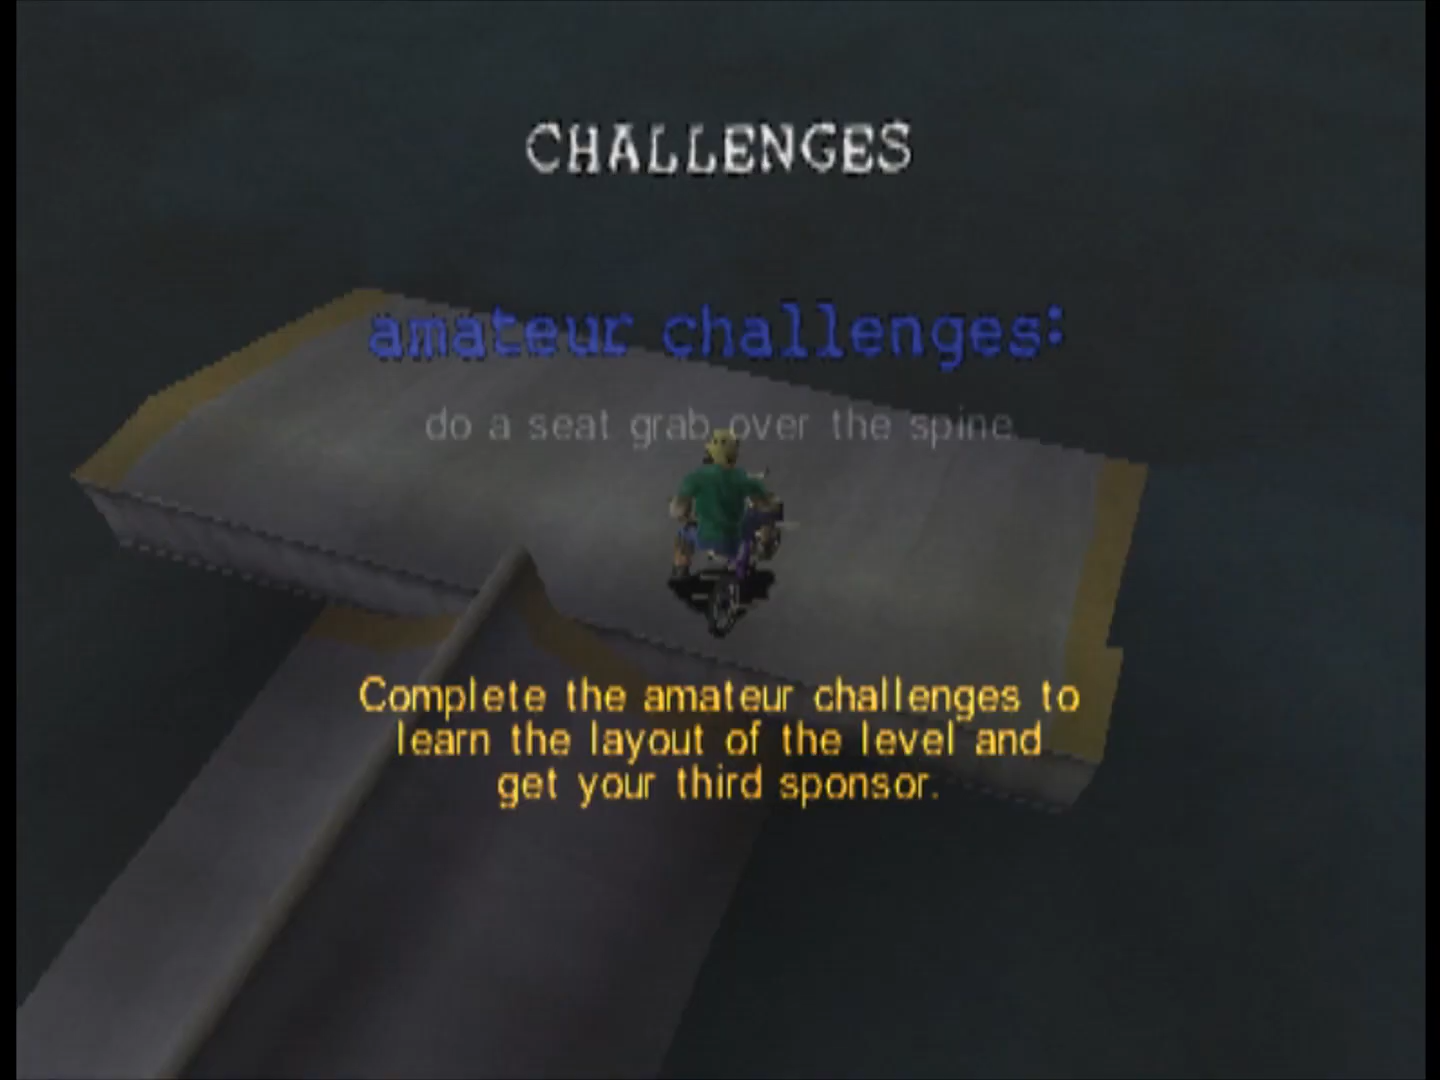 CHALLENGES
amateur challenges:
do a seat grab over the spine
Complete the amateur challenges to
learn the layout of the level and
get your third sponsor.